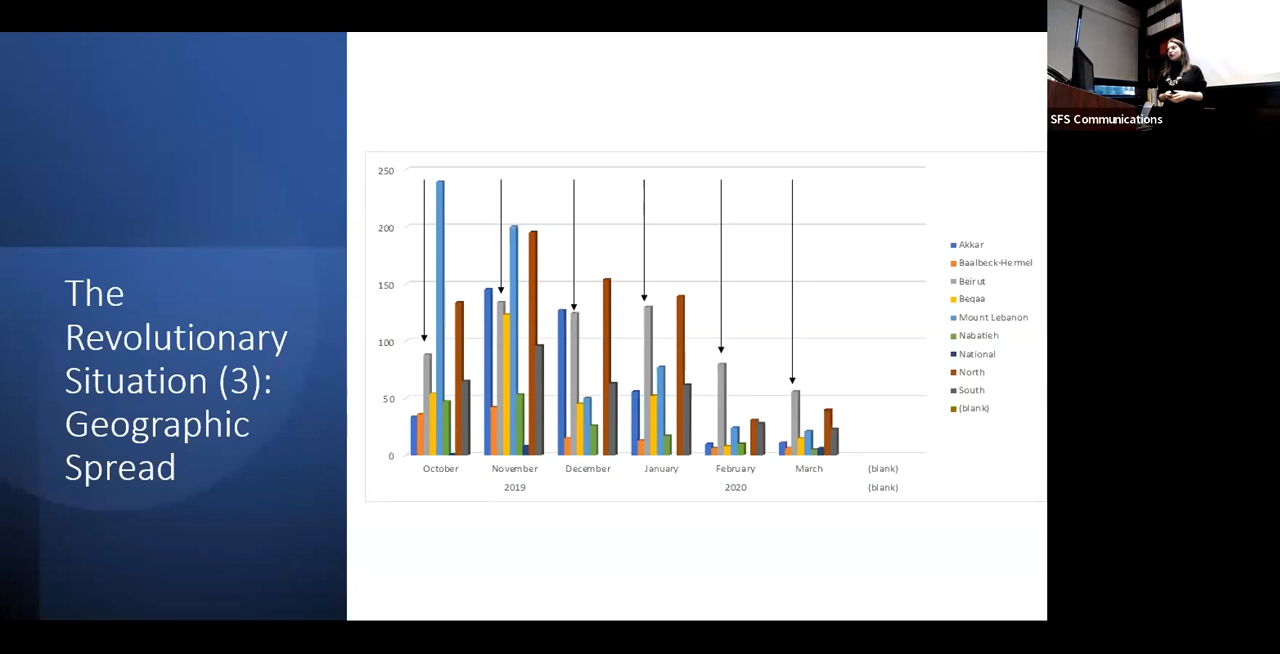 SFS Communications
The
Revolutionary
Situation (3):
Geographic
Spread
250
200
150
100
50
0
October
November
December
January
February
March
(blank)
2019
2020
(blank)
Akkar
Baalbeck-Hermel
Beirut
Beqaa
Mount Lebanon
Nabatieh
National
North
South
(blank)